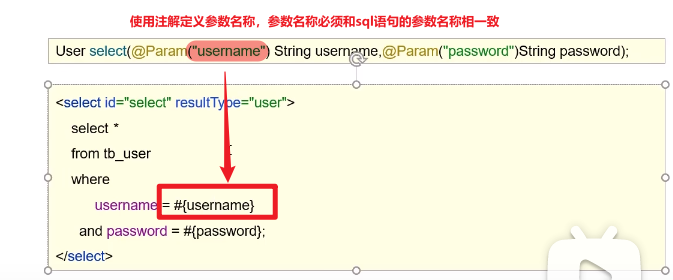 使用注解定义参数名称，参数名称必须和sql语句的参数名称相一致
User select(@Param("username") String username,@Param("password")String password);
<select id="select" resultType="user">
select *
from tb_user
where
username = #{username}
and password = #{password};
</select>